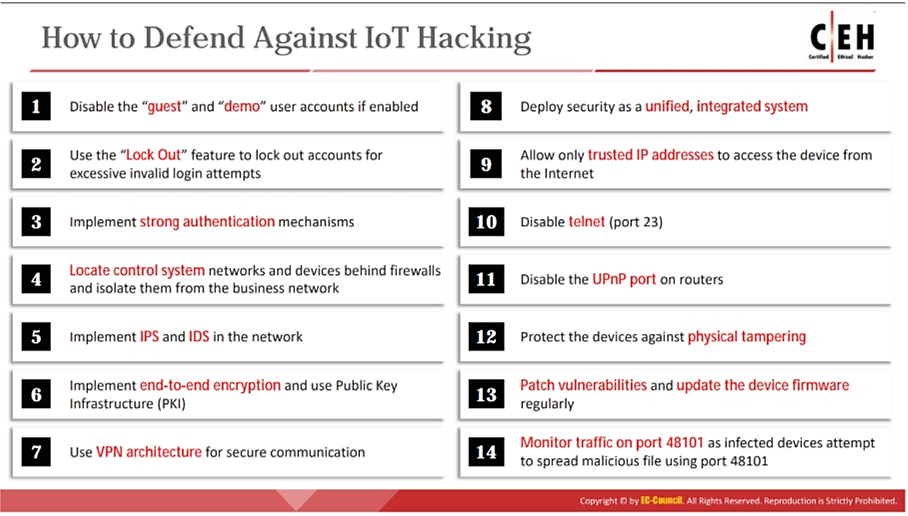 How to Defend Against IoT Hacking
C|EH
Certified Ethical Hacker
1
Disable the “guest” and “demo” user accounts if enabled
2
Use the “Lock Out” feature to lock out accounts for
excessive invalid login attempts
3
Implement strong authentication mechanisms
4
Locate control system networks and devices behind firewalls
and isolate them from the business network
5
Implement IPS and IDS in the network
6
Implement end-to-end encryption and use Public Key
Infrastructure (PKI)
7
Use VPN architecture for secure communication
8
Deploy security as a unified, integrated system
9
Allow only trusted IP addresses to access the device from
the Internet
10
Disable telnet (port 23)
11
Disable the UPnP port on routers
12
Protect the devices against physical tampering
13
Patch vulnerabilities and update the device firmware
regularly
14
Monitor traffic on port 48101 as infected devices attempt
to spread malicious file using port 48101
Copyright © by EC-Council. All Rights Reserved. Reproduction is Strictly Prohibited.